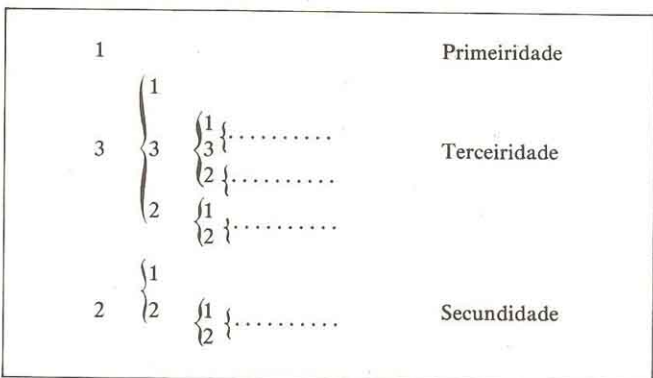 1 Primeiridade
1
1
3 3 3 { .......... Terceiridade
2 { ..........
2 1
2 { ..........
1
2 2 1 Secundidade
2 { ..........